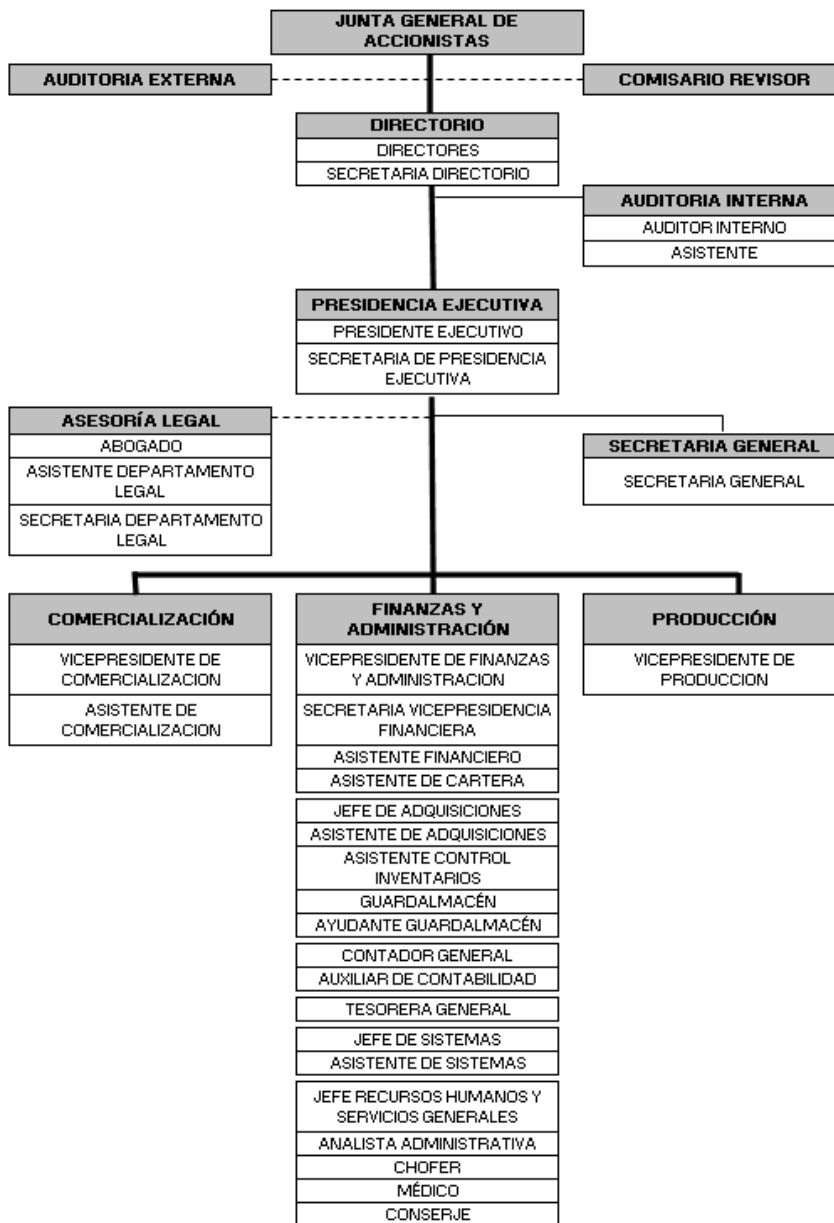 JUNTA GENERAL DE
ACCIONISTAS
AUDITORIA EXTERNA
COMISARIO REVISOR
DIRECTORIO
DIRECTORES
SECRETARIA DIRECTORIO
AUDITORIA INTERNA
AUDITOR INTERNO
ASISTENTE
PRESIDENCIA EJECUTIVA
PRESIDENTE EJECUTIVO
SECRETARIA DE PRESIDENCIA
EJECUTIVA
ASESORÍA LEGAL
ABOGADO
ASISTENTE DEPARTAMENTO
LEGAL
SECRETARIA DEPARTAMENTO
LEGAL
SECRETARIA GENERAL
SECRETARIA GENERAL
COMERCIALIZACIÓN
VICEPRESIDENTE DE
COMERCIALIZACION
ASISTENTE DE
COMERCIALIZACION
FINANZAS Y
ADMINISTRACIÓN
VICEPRESIDENTE DE FINANZAS
Y ADMINISTRACION
SECRETARIA VICEPRESIDENCIA
FINANCIERA
ASISTENTE FINANCIERO
ASISTENTE DE CARTERA
JEFE DE ADQUISICIONES
ASISTENTE DE ADQUISICIONES
ASISTENTE CONTROL
INVENTARIOS
GUARDALMACÉN
AYUDANTE GUARDALMACÉN
CONTADOR GENERAL
AUXILIAR DE CONTABILIDAD
TESORERA GENERAL
JEFE DE SISTEMAS
ASISTENTE DE SISTEMAS
JEFE RECURSOS HUMANOS Y
SERVICIOS GENERALES
ANALISTA ADMINISTRATIVA
CHOFER
MÉDICO
CONSERJE
PRODUCCIÓN
VICEPRESIDENTE DE
PRODUCCION